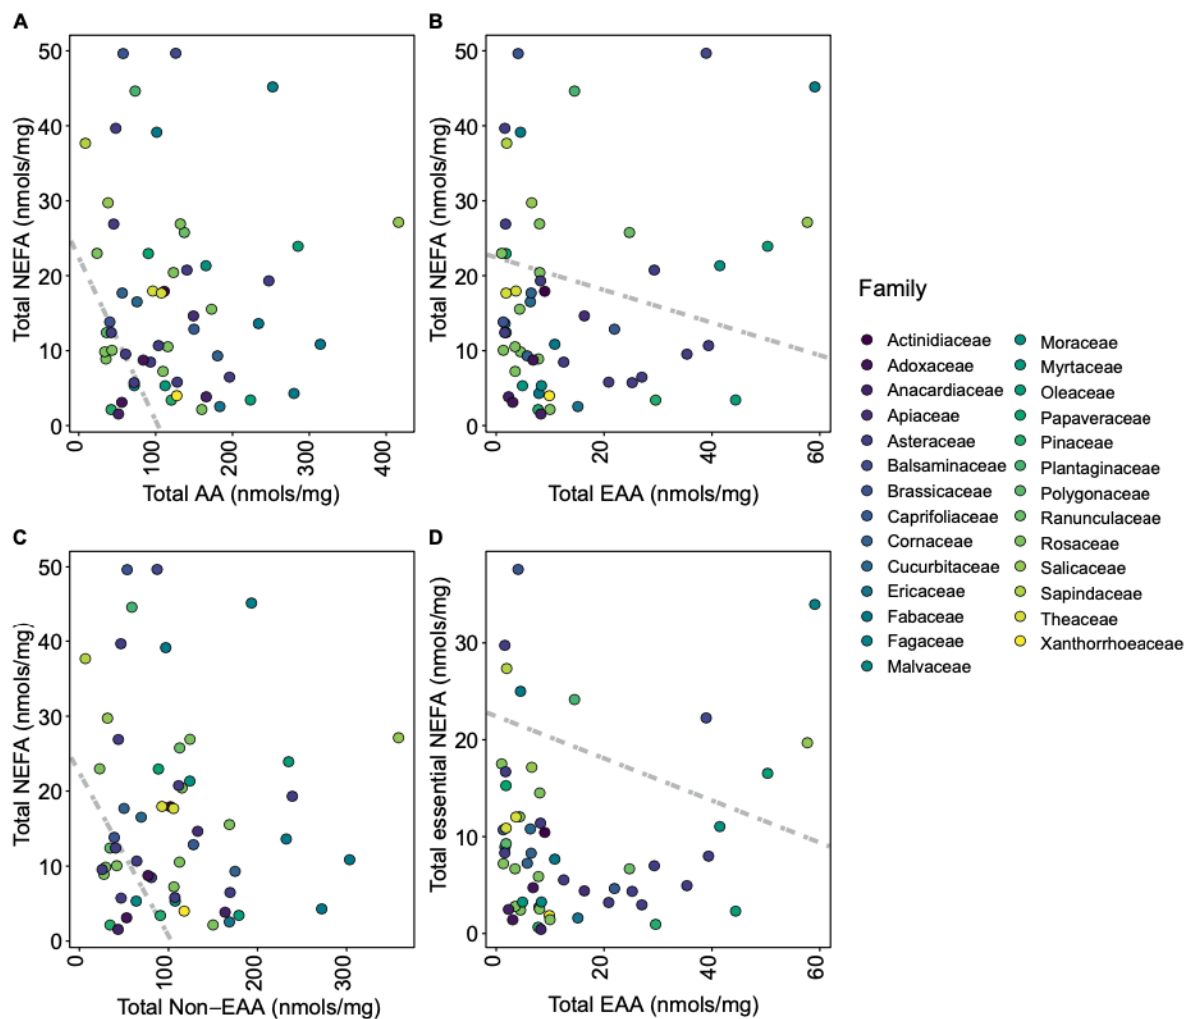 A
B
Total NEFA (nmols/mg)
50
40
30
20
10
0
0
100
200
300
400
Total AA (nmols/mg)
Total NEFA (nmols/mg)
50
40
30
20
10
0
0
20
40
60
Total EAA (nmols/mg)
C
D
Total NEFA (nmols/mg)
50
40
30
20
10
0
0
100
200
300
Total Non−EAA (nmols/mg)
Total essential NEFA (nmols/mg)
30
20
10
0
0
20
40
60
Total EAA (nmols/mg)
Family
Actinidiaceae
Adoxaceae
Anacardiaceae
Apiaceae
Asteraceae
Balsaminaceae
Brassicaceae
Caprifoliaceae
Cornaceae
Cucurbitaceae
Ericaceae
Fabaceae
Fagaceae
Malvaceae
Moraceae
Myrtaceae
Oleaceae
Papaveraceae
Pinaceae
Plantaginaceae
Polygonaceae
Ranunculaceae
Rosaceae
Salicaceae
Sapindaceae
Theaceae
Xanthorrhoeaceae